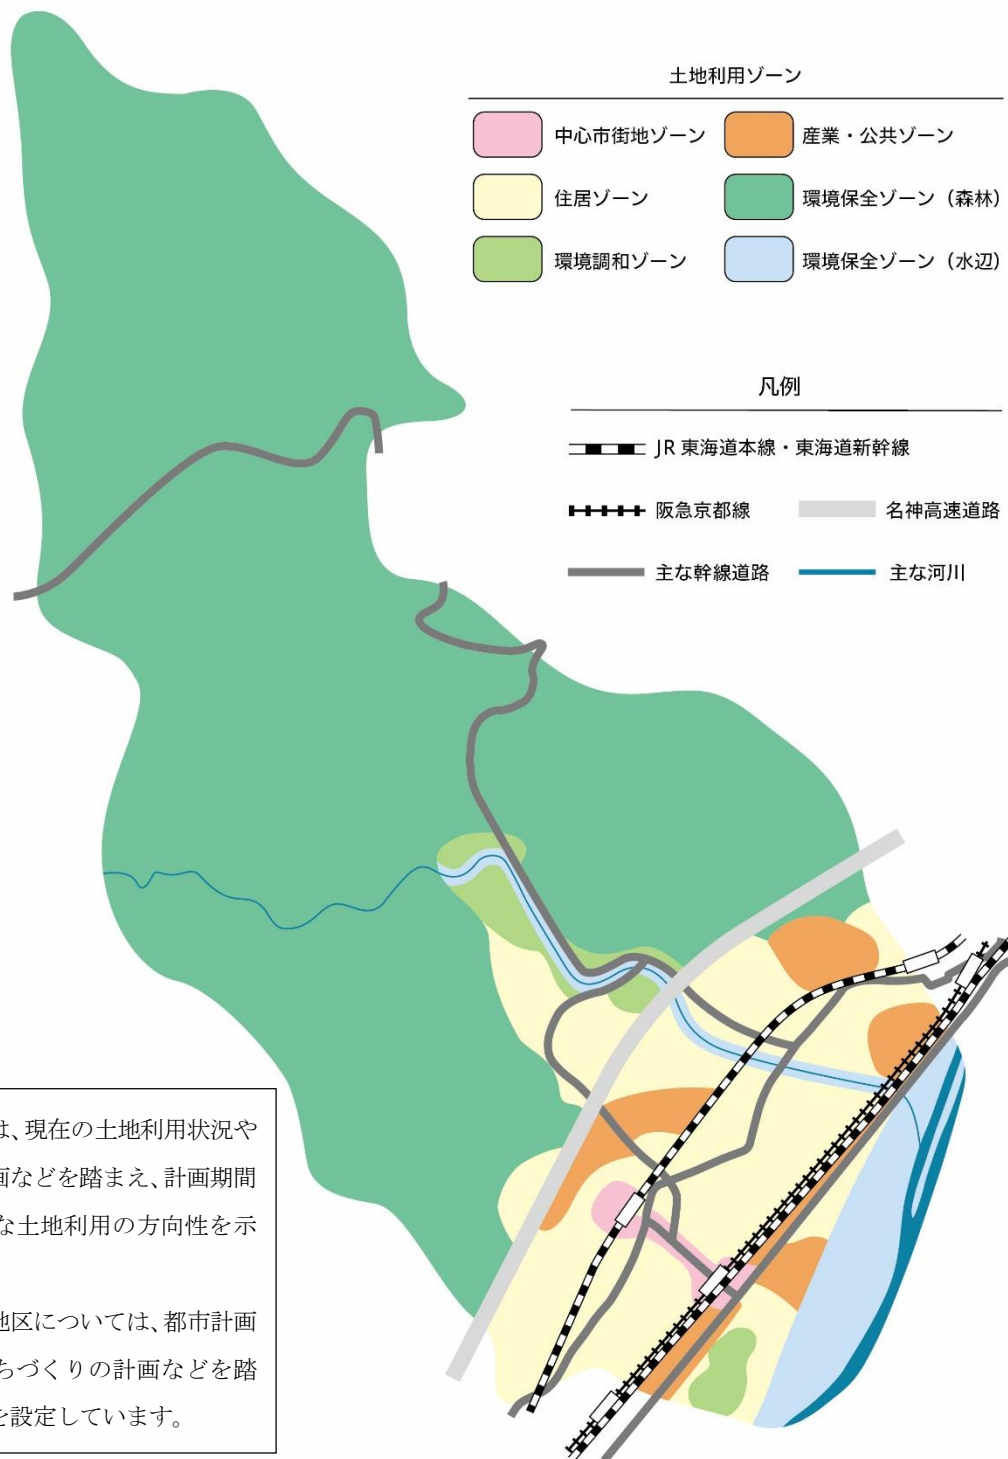 土地利用ゾーン
中心市街地ゾーン
産業・公共ゾーン
住居ゾーン
環境保全ゾーン（森林）
環境調和ゾーン
環境保全ゾーン（水辺）
凡例
JR 東海道本線・東海道新幹線
阪急京都線
名神高速道路
主な幹線道路
主な河川
は、現在の土地利用状況や
画などを踏まえ、計画期間
な土地利用の方向性を示
地区については、都市計画
ちづくりの計画などを踏
を設定しています。